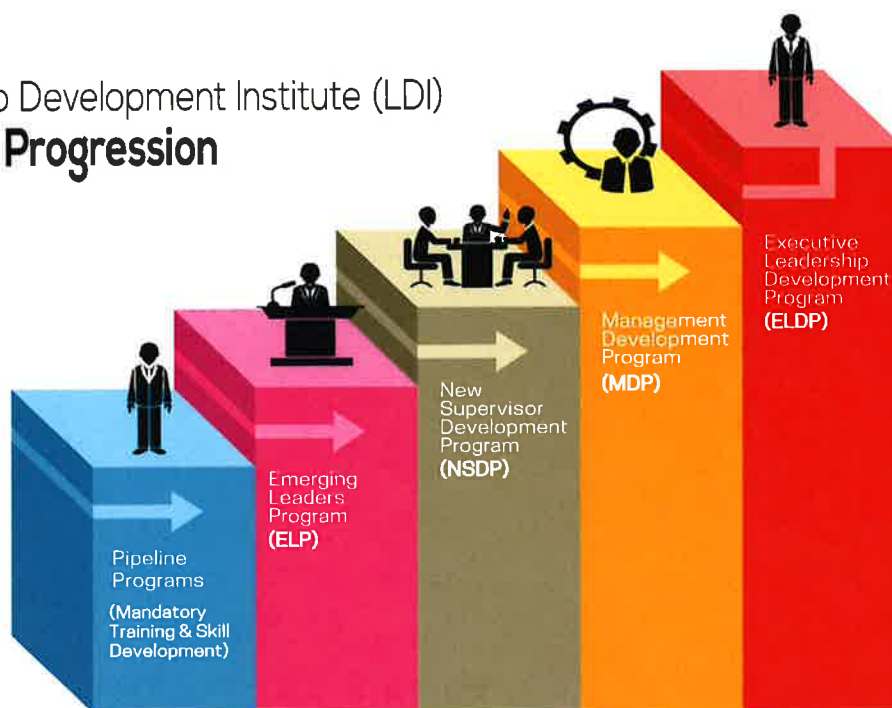 p Development Institute (LDI)
Progression
Executive
Leadership
Development
Program
(ELDP)
Management
Development
Program
(MDP)
New
Supervisor
Development
Program
(NSDP)
Emerging
Leaders
Program
(ELP)
Pipeline
Programs
(Mandatory
Training & Skill
Development)